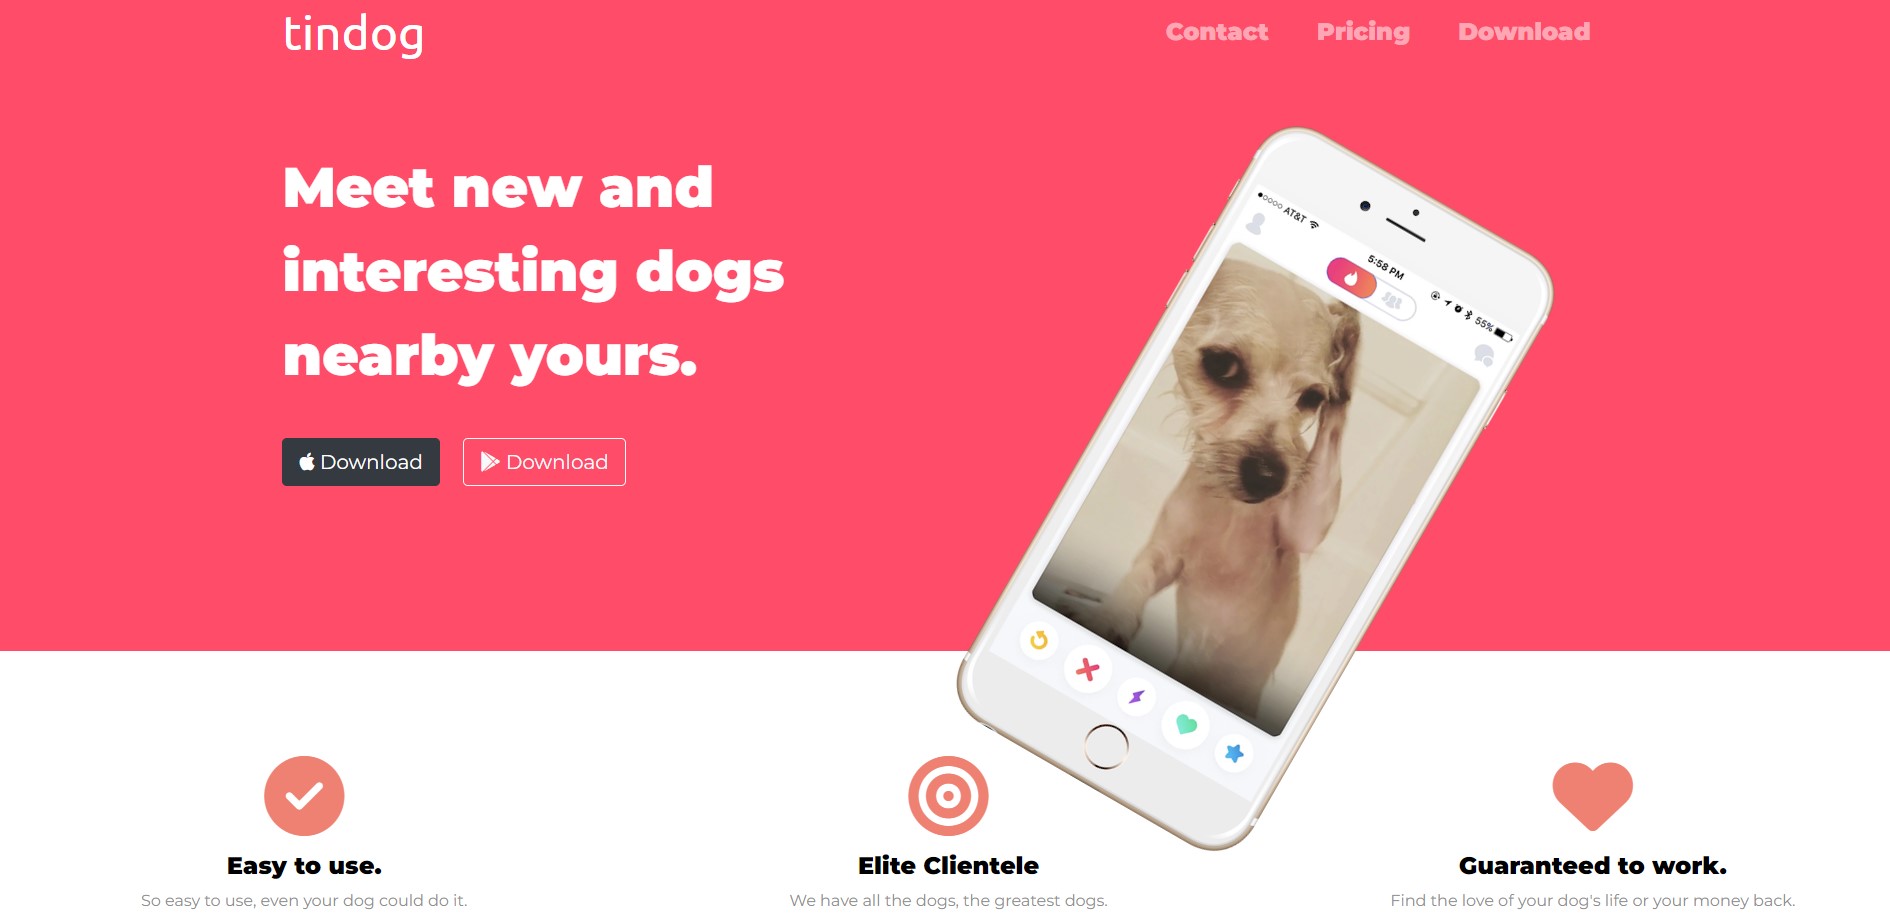 tindog
Contact Pricing Download
Meet new and
interesting dogs
nearby yours.
Download Download
AT&T
5:58 PM
55%
Easy to use.
So easy to use, even your dog could do it.
Elite Clientele
We have all the dogs, the greatest dogs.
Guaranteed to work.
Find the love of your dog's life or your money back.